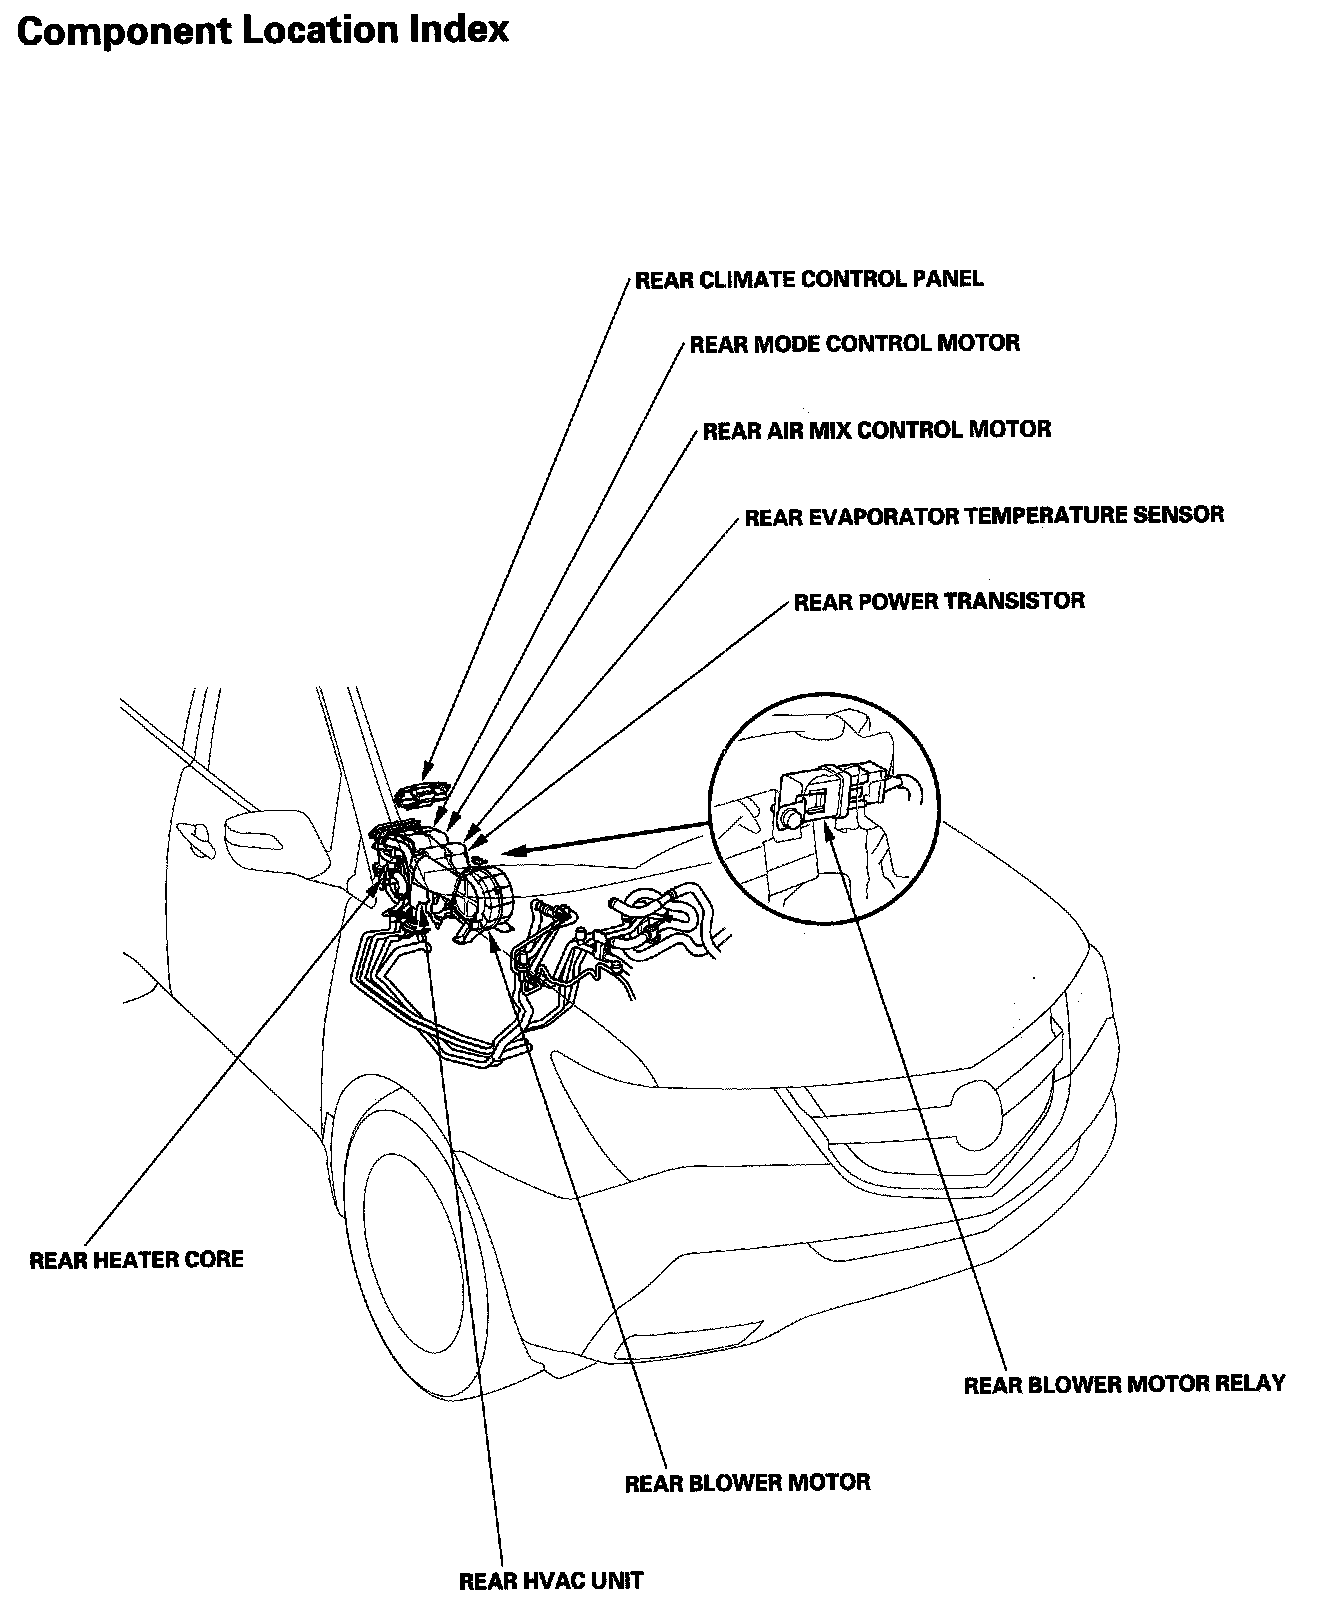 Component Location Index
REAR CLIMATE CONTROL PANEL
REAR MODE CONTROL MOTOR
REAR AIR MIX CONTROL MOTOR
REAR EVAPORATOR TEMPERATURE SENSOR
REAR POWER TRANSISTOR
REAR HEATER CORE
REAR BLOWER MOTOR RELAY
REAR BLOWER MOTOR
REAR HVAC UNIT